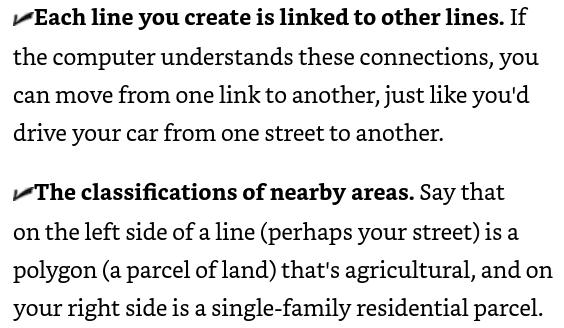 ✓Each line you create is linked to other lines. If
the computer understands these connections, you
can move from one link to another, just like you'd
drive your car from one street to another.
✓The classifications of nearby areas. Say that
on the left side of a line (perhaps your street) is a
polygon (a parcel of land) that's agricultural, and on
your right side is a single-family residential parcel.